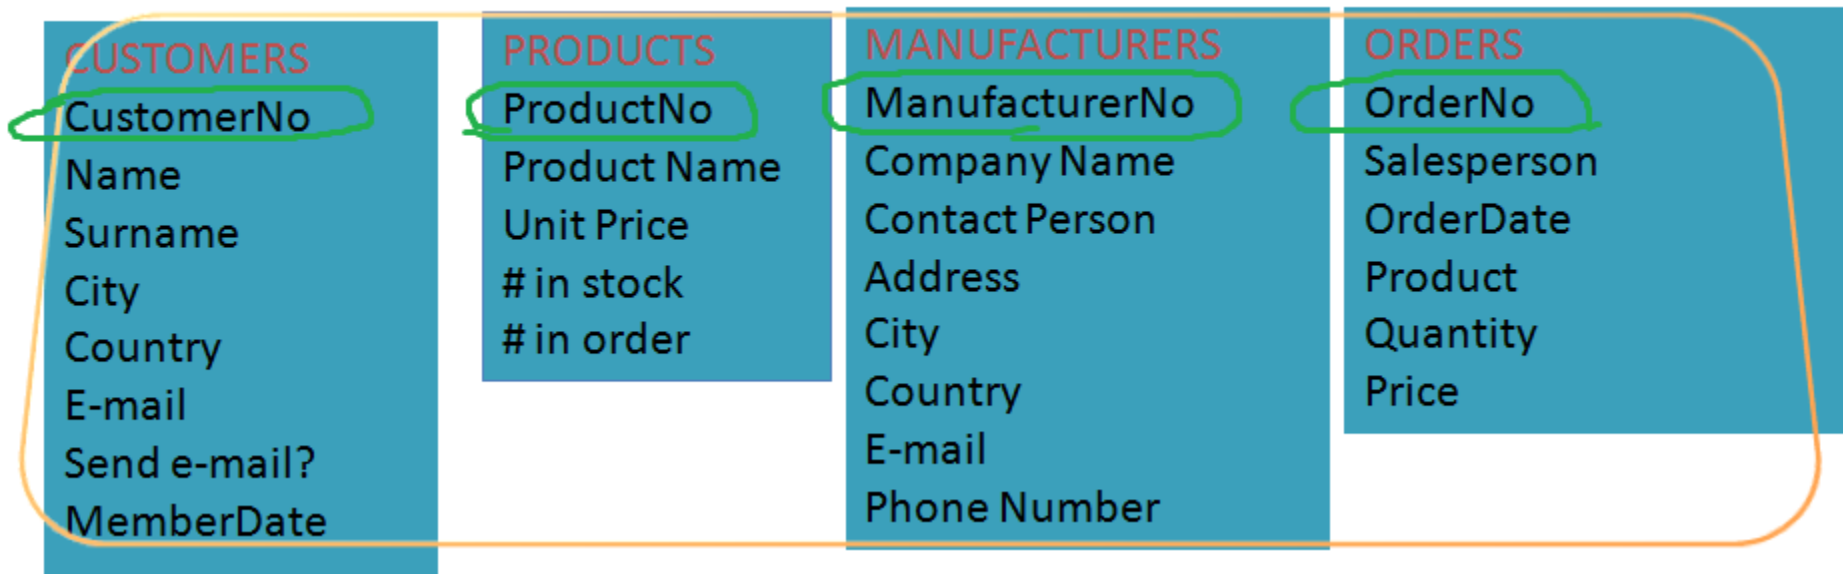 CUSTOMERS
CustomerNo
Name
Surname
City
Country
E-mail
Send e-mail?
MemberDate
PRODUCTS
ProductNo
Product Name
Unit Price
# in stock
# in order
MANUFACTURERS
ManufacturerNo
Company Name
Contact Person
Address
City
Country
E-mail
Phone Number
ORDERS
OrderNo
Salesperson
OrderDate
Product
Quantity
Price